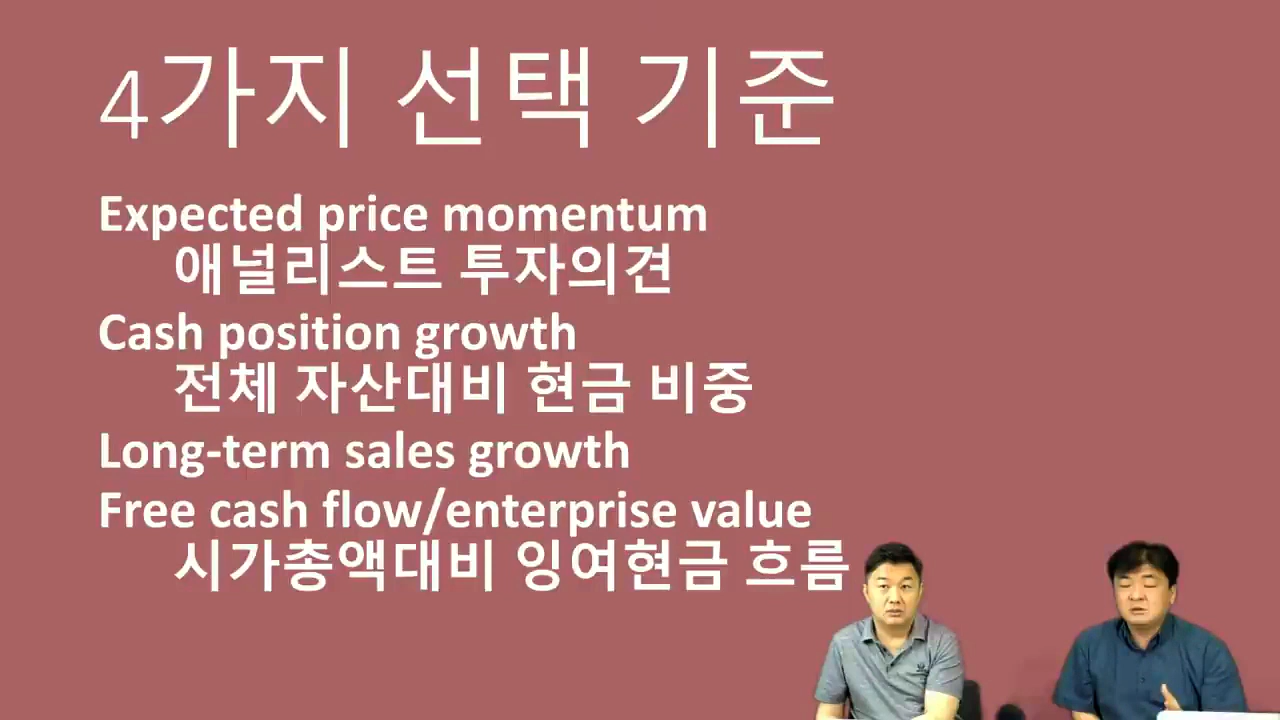 4가지 선택 기준
Expected price momentum
애널리스트 투자의견
Cash position growth
전체 자산대비 현금 비중
Long-term sales growth
Free cash flow/enterprise value
시가총액대비 잉여현금 흐름